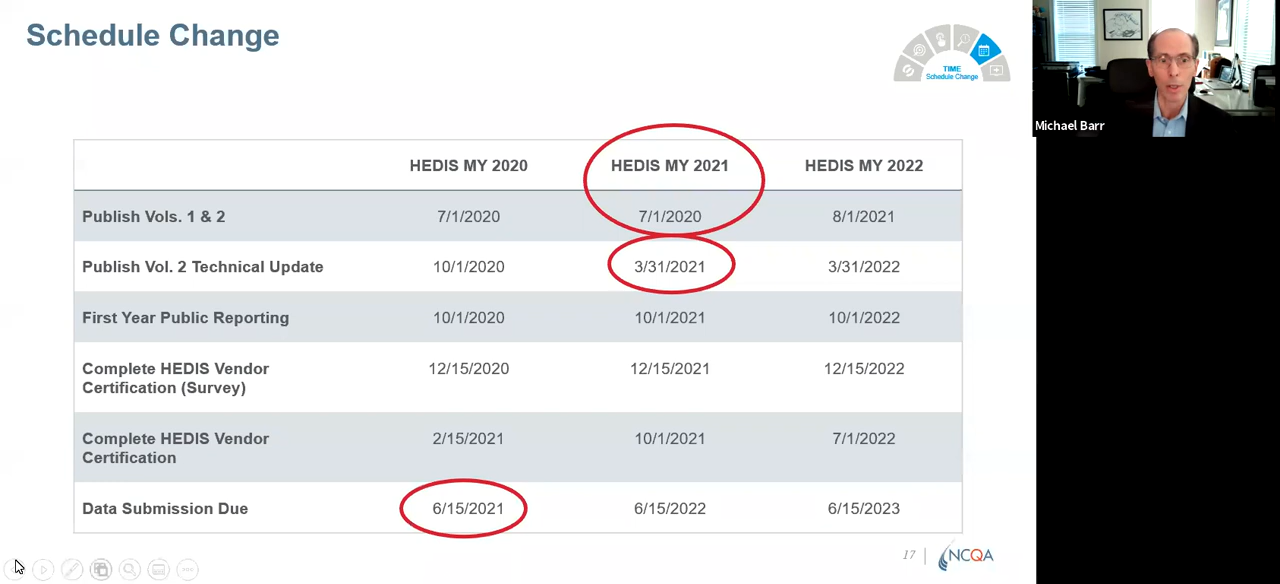 Schedule Change
TIME
Schedule Change
Michael Barr
HEDIS MY 2020 HEDIS MY 2021 HEDIS MY 2022
Publish Vols. 1 & 2 7/1/2020 7/1/2020 8/1/2021
Publish Vol. 2 Technical Update 10/1/2020 3/31/2021 3/31/2022
First Year Public Reporting 10/1/2020 10/1/2021 10/1/2022
Complete HEDIS Vendor 12/15/2020 12/15/2021 12/15/2022
Certification (Survey)
Complete HEDIS Vendor 2/15/2021 10/1/2021 7/1/2022
Certification
Data Submission Due 6/15/2021 6/15/2022 6/15/2023
17 NCQA